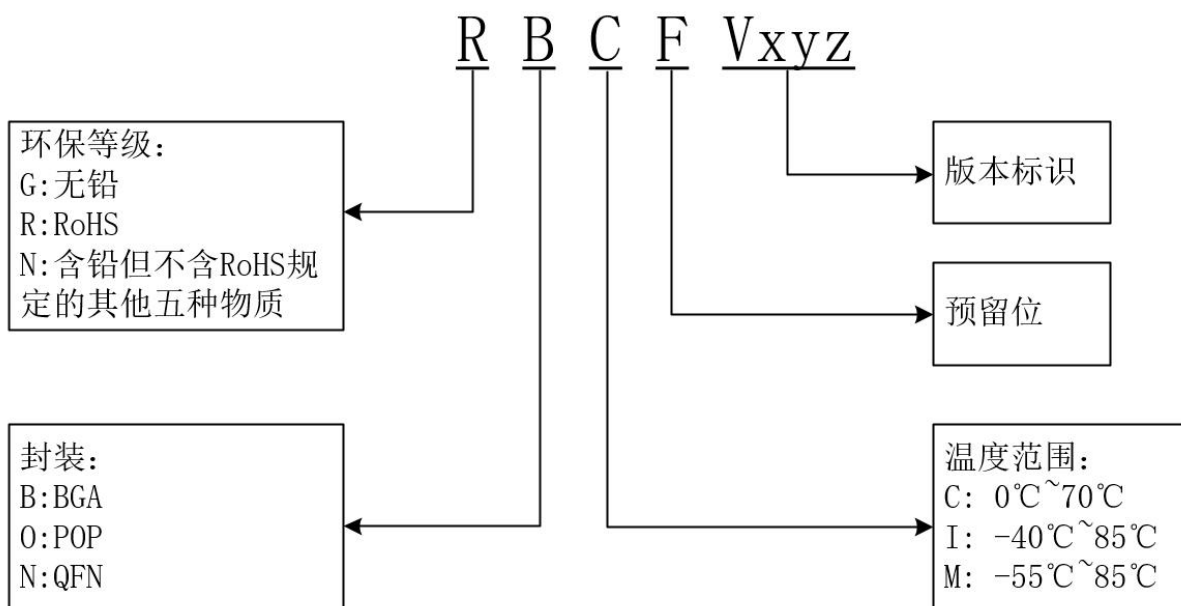 R B C F Vxyz
环保等级:
G:无铅
R:RoHS
N:含铅但不含RoHS规
定的其他五种物质
版本标识
预留位
封装:
B:BGA
O:POP
N:QFN
温度范围:
C: 0℃~70℃
I: -40℃~85℃
M: -55℃~85℃